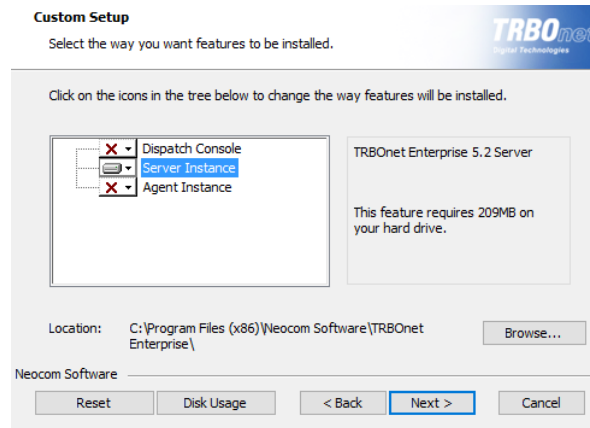 Custom Setup
Select the way you want features to be installed.
TRBOnet
Digital Technologies
Click on the icons in the tree below to change the way features will be installed.
Dispatch Console
Server Instance
Agent Instance
TRBOnet Enterprise 5.2 Server
This feature requires 209MB on
your hard drive.
Location:
C:\Program Files (x86)\Neocom Software\TRBOnet
Enterprise\
Browse...
Neocom Software
Reset
Disk Usage
< Back
Next >
Cancel